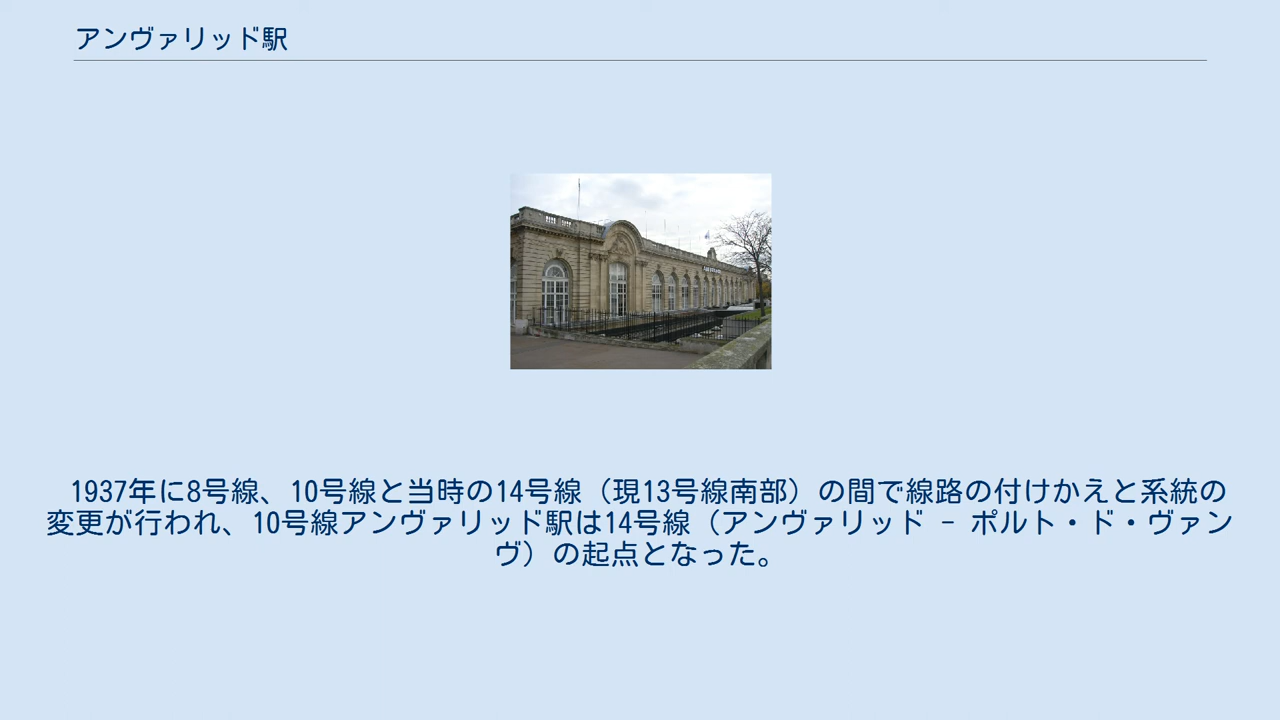 アンヴァリッド駅
1937年に8号線、10号線と当時の14号線（現13号線南部）の間で線路の付けかえと系統の
変更が行われ、10号線アンヴァリッド駅は14号線（アンヴァリッド - ポルト・ド・ヴァン
ヴ）の起点となった。